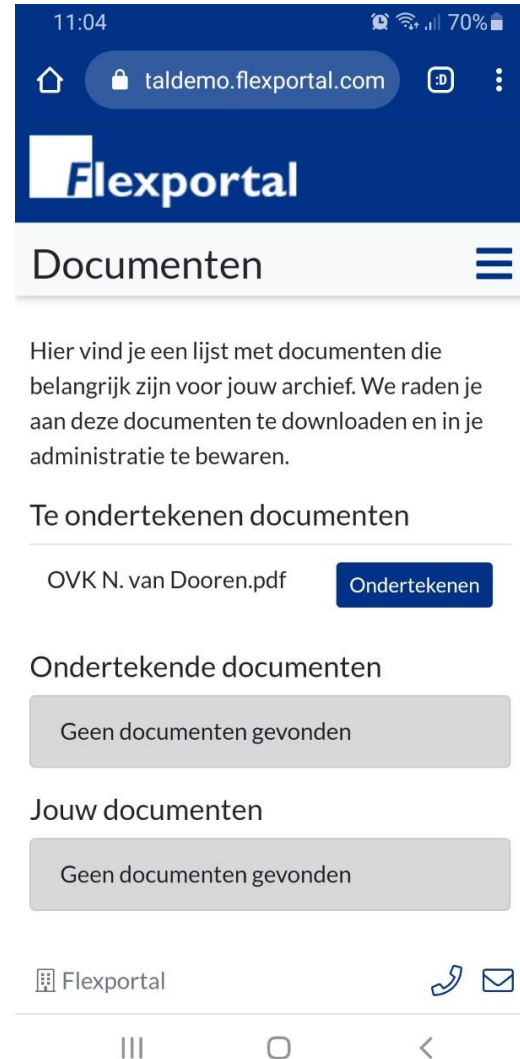 11:04
70%
taldemo.flexportal.com
:D
Flexportal
Documenten
Hier vind je een lijst met documenten die
belangrijk zijn voor jouw archief. We raden je
aan deze documenten te downloaden en in je
administratie te bewaren.
Te ondertekenen documenten
OVK N. van Dooren.pdf
Ondertekenen
Ondertekende documenten
Geen documenten gevonden
Jouw documenten
Geen documenten gevonden
Flexportal